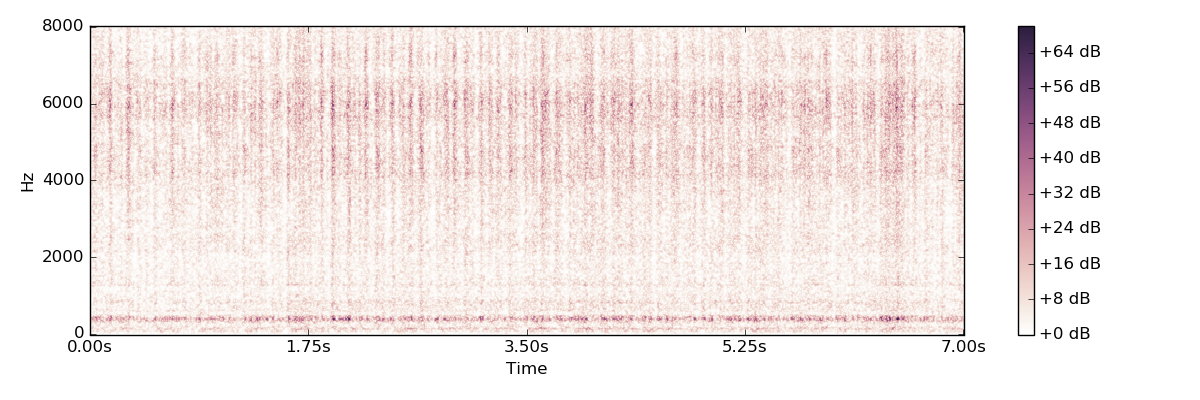 8000
6000
4000
2000
0
Hz
0.00s
1.75s
3.50s
5.25s
7.00s
Time
+64 dB
+56 dB
+48 dB
+40 dB
+32 dB
+24 dB
+16 dB
+8 dB
+0 dB